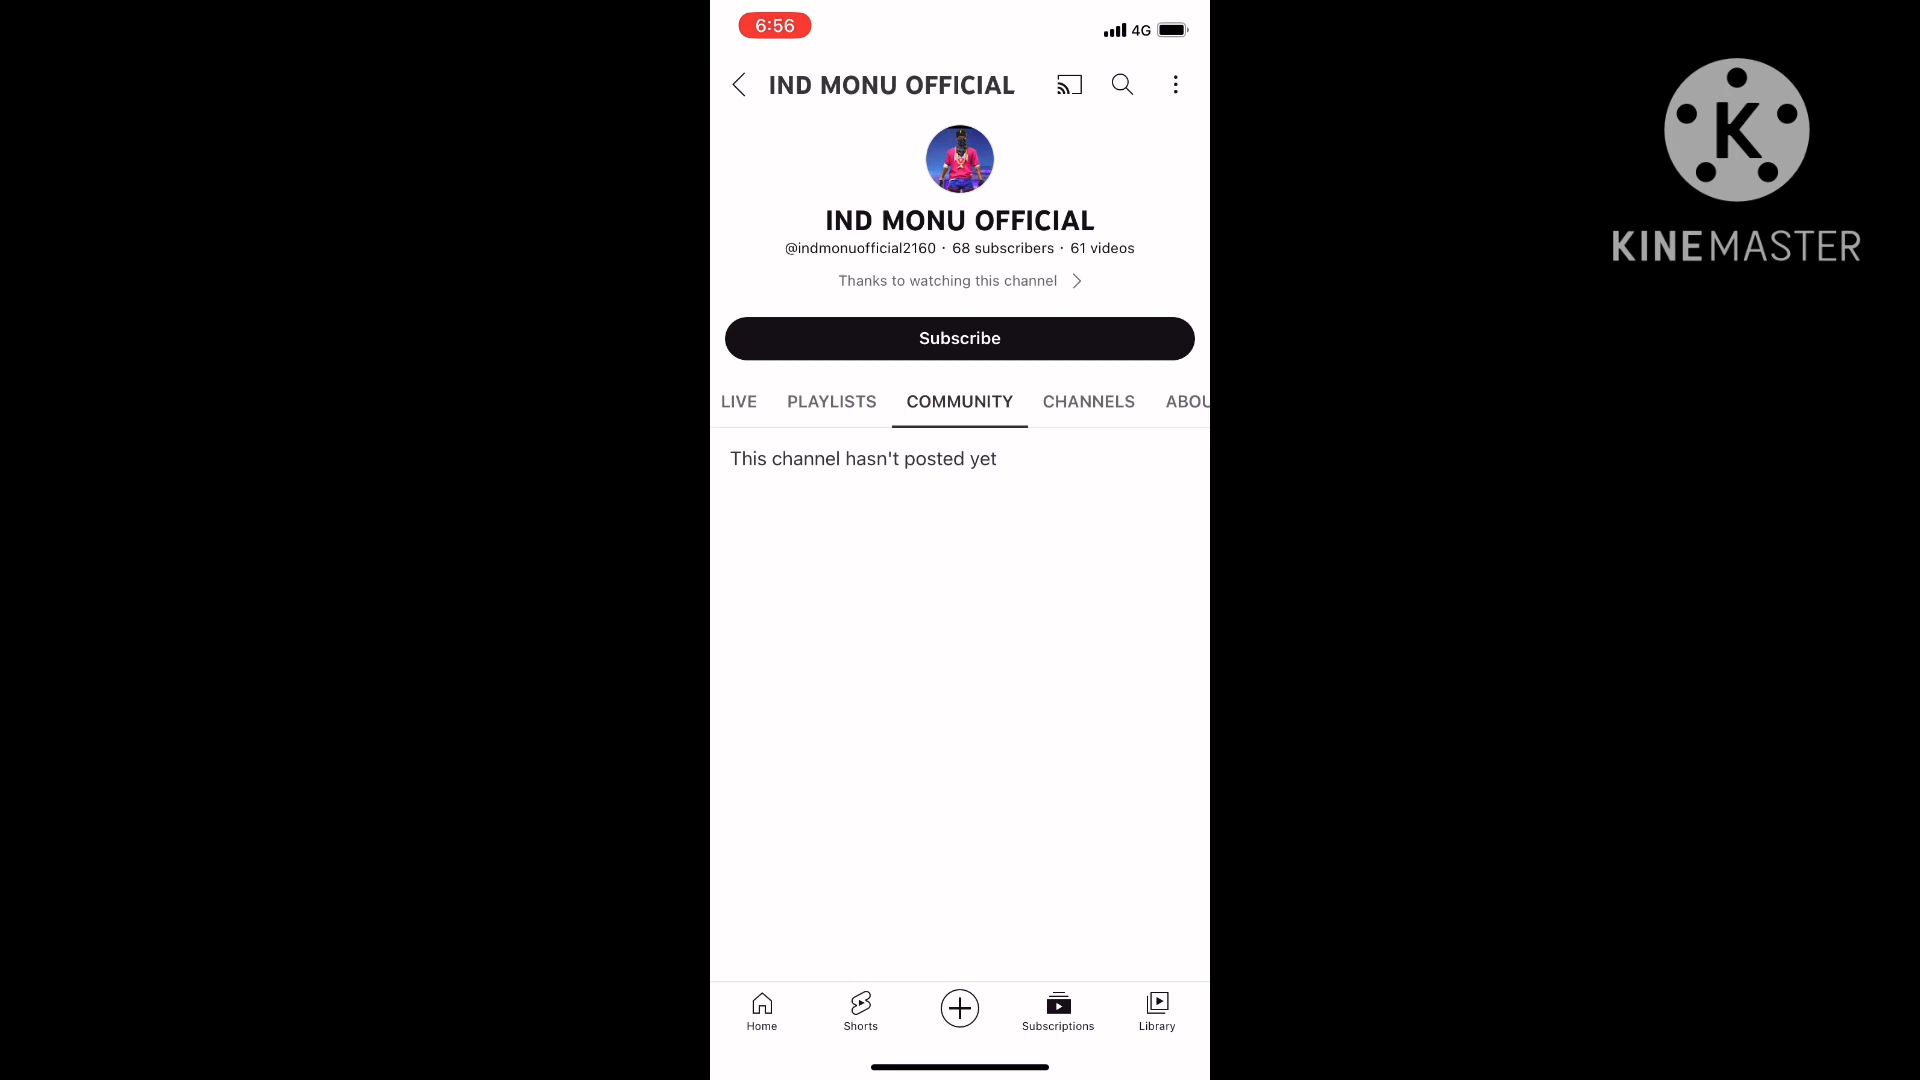 6:56
4G
IND MONU OFFICIAL
IND MONU OFFICIAL
@indmonuofficial2160 · 68 subscribers · 61 videos
Thanks to watching this channel
Subscribe
LIVE PLAYLISTS COMMUNITY CHANNELS ABOU
This channel hasn't posted yet
Home Shorts Subscriptions Library
K
KINEMASTER